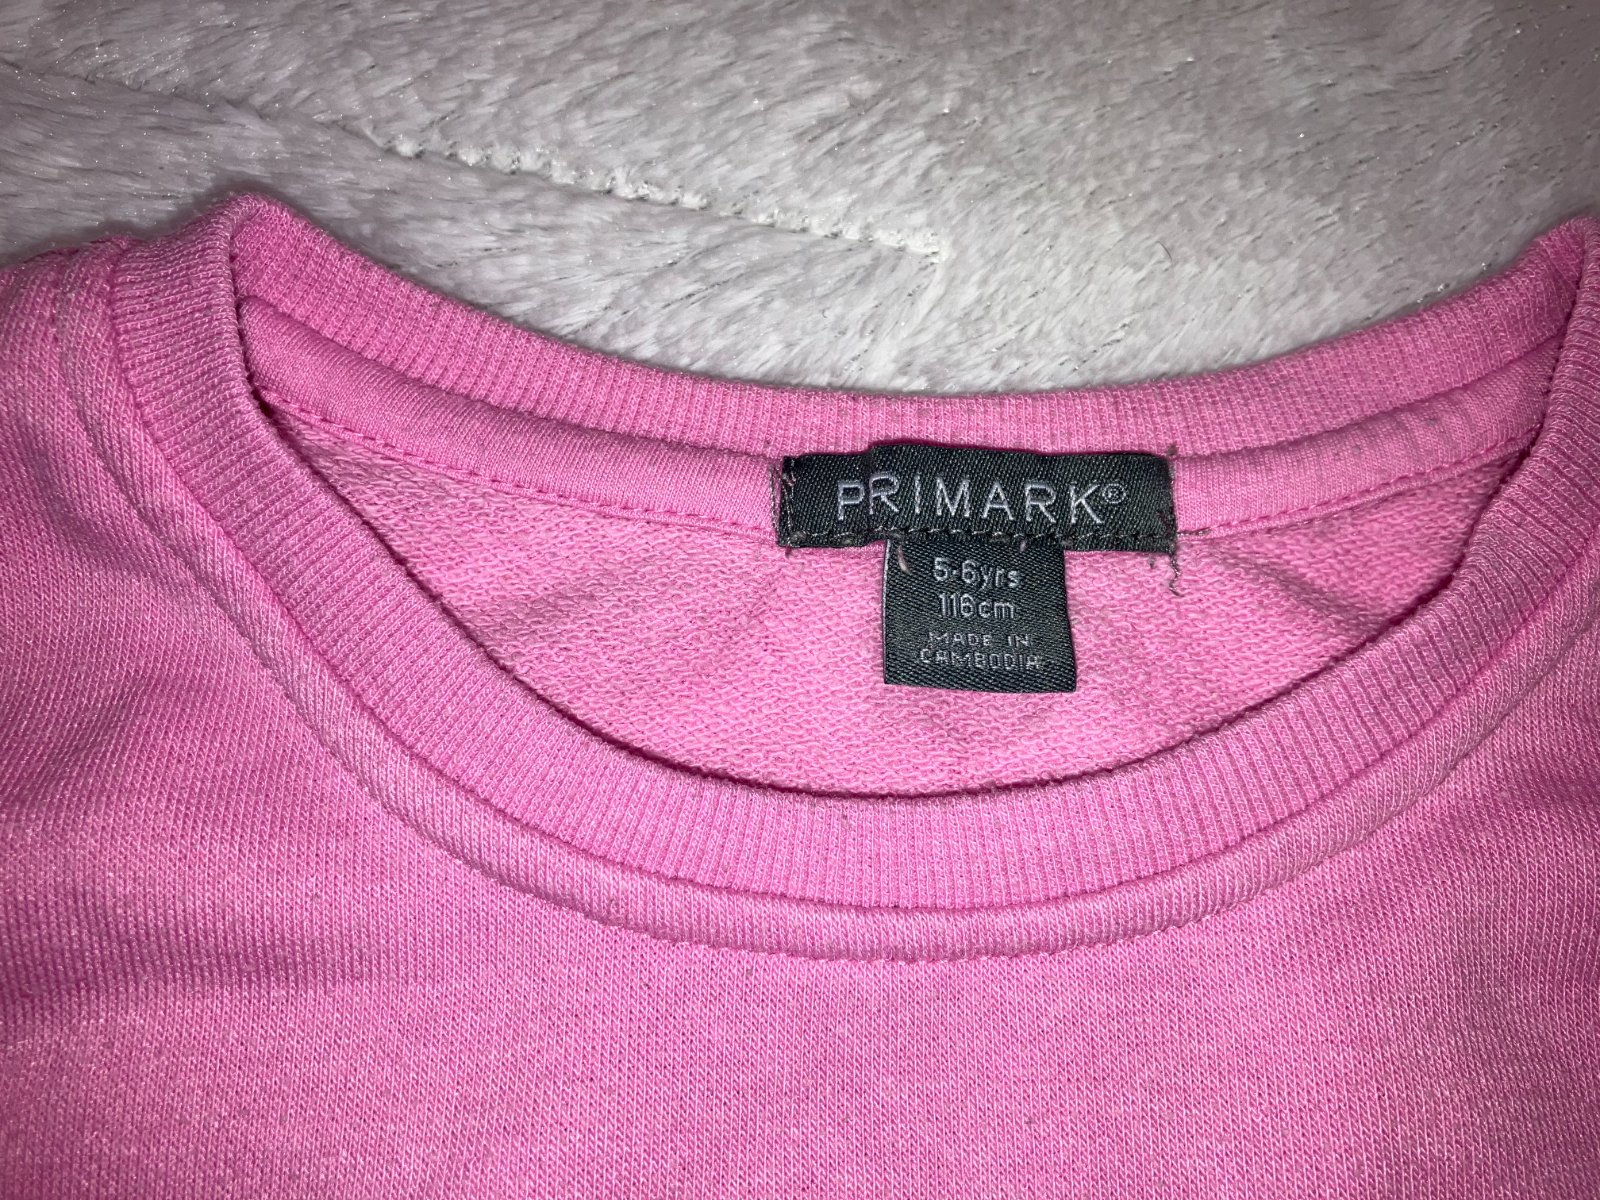 PRIMARK®
5-6yrs
116cm
MADE IN
CAMBODIA